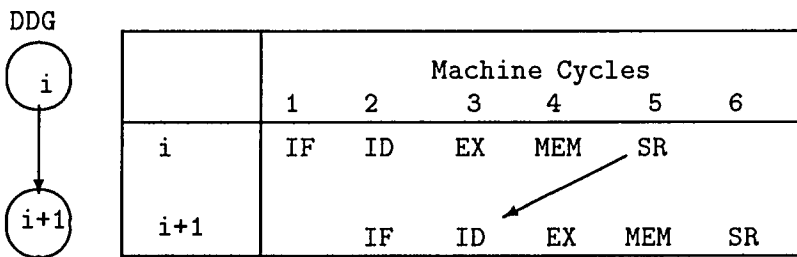 DDG
i
i+1
Machine Cycles
1 2 3 4 5 6
i IF ID EX MEM SR
i+1 IF ID EX MEM SR